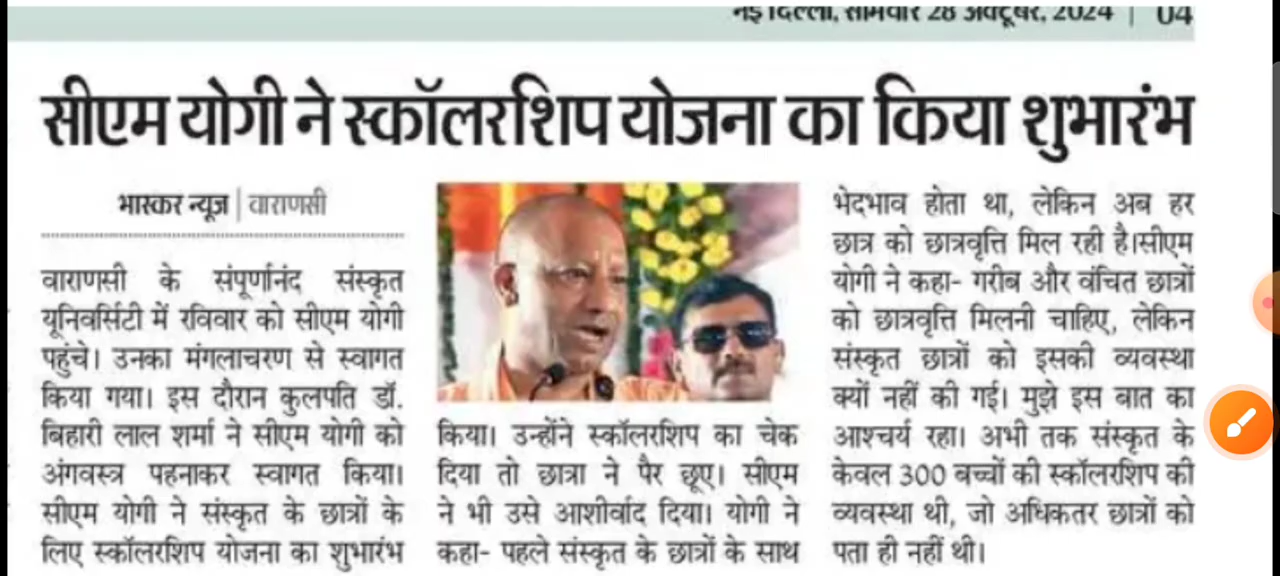 नई दिल्ली, सोमवार 28 अक्टूबर, 2024 | 04
सीएम योगी ने स्कॉलरशिप योजना का किया शुभारंभ
भास्कर न्यूज | वाराणसी
वाराणसी के संपूर्णानंद संस्कृत
यूनिवर्सिटी में रविवार को सीएम योगी
पहुंचे। उनका मंगलाचरण से स्वागत
किया गया। इस दौरान कुलपति डॉ.
बिहारी लाल शर्मा ने सीएम योगी को
अंगवस्त्र पहनाकर स्वागत किया।
सीएम योगी ने संस्कृत के छात्रों के
लिए स्कॉलरशिप योजना का शुभारंभ
किया। उन्होंने स्कॉलरशिप का चेक
दिया तो छात्रा ने पैर छूए। सीएम
ने भी उसे आशीर्वाद दिया। योगी ने
कहा- पहले संस्कृत के छात्रों के साथ
भेदभाव होता था, लेकिन अब हर
छात्र को छात्रवृत्ति मिल रही है।सीएम
योगी ने कहा- गरीब और वंचित छात्रों
को छात्रवृत्ति मिलनी चाहिए, लेकिन
संस्कृत छात्रों को इसकी व्यवस्था
क्यों नहीं की गई। मुझे इस बात का
आश्चर्य रहा। अभी तक संस्कृत के
केवल 300 बच्चों की स्कॉलरशिप की
व्यवस्था थी, जो अधिकतर छात्रों को
पता ही नहीं थी।